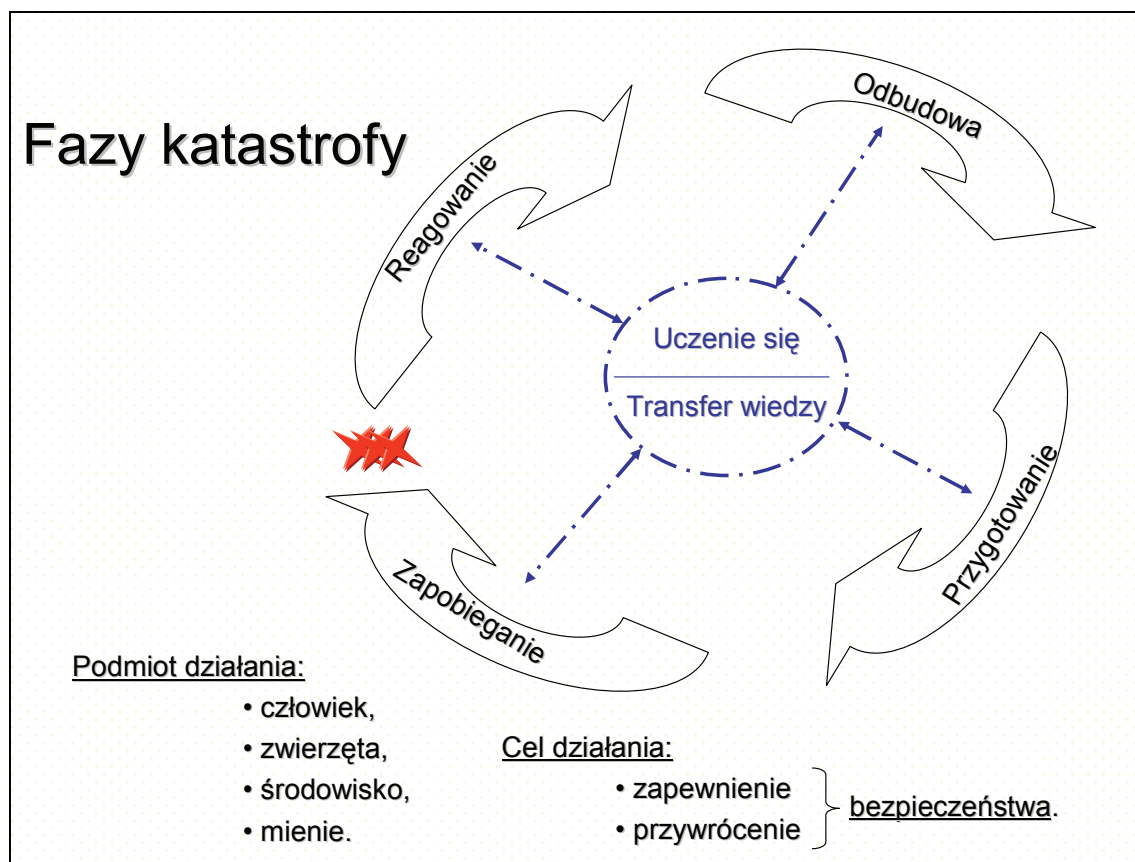 Fazy katastrofy
Reagowanie
Odbudowa
Uczenie się
Transfer wiedzy
Przygotowanie
Zapobieganie
Podmiot działania:
• człowiek,
• zwierzęta,
• środowisko,
• mienie.
Cel działania:
• zapewnienie
• przywrócenie
bezpieczeństwa.